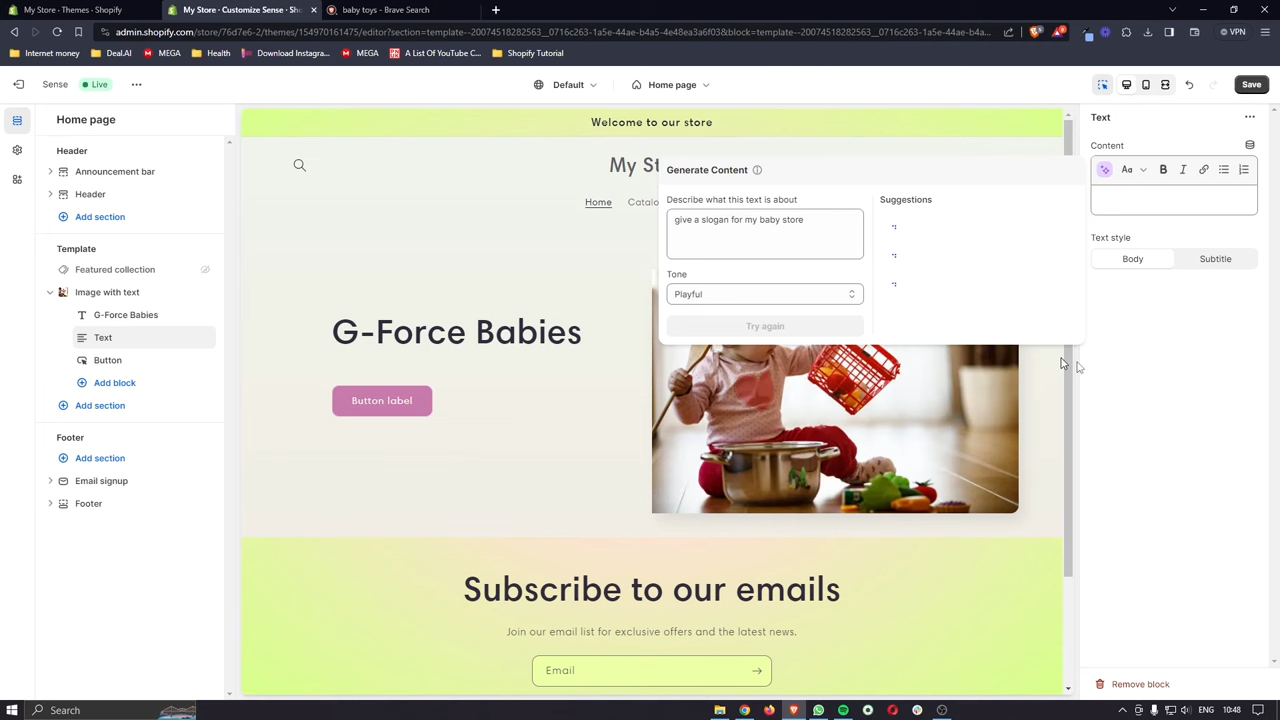 My Store · Themes · Shopify
My Store · Customize Sense · Sho
baby toys - Brave Search
admin.shopify.com/store/76d7e6-2/themes/154970161475/editor?section=template--20074518282563__0716c263-1a5e-44ab-b4a5-4e48ea3a6f03&block=template--20074518282563__0716c263-1a5e-44ab-b4a5-4e48ea3a6f03...
VPN
Internet money
Deal.AI
MEGA
Health
Download Instagra...
MEGA
A List Of YouTube C...
Shopify Tutorial
Sense
Live
Default
Home page
Save
Home page
Header
Announcement bar
Header
Add section
Template
Featured collection
Image with text
G-Force Babies
Text
Button
Add block
Add section
Footer
Add section
Email signup
Footer
Welcome to our store
My St
Home
Catalo
G-Force Babies
Button label
Subscribe to our emails
Join our email list for exclusive offers and the latest news.
Email
Generate Content
Describe what this text is about
give a slogan for my baby store
Tone
Playful
Try again
Suggestions
Text
Content
Aa
B
I
Text style
Body
Subtitle
Remove block
Search
ENG
10:48